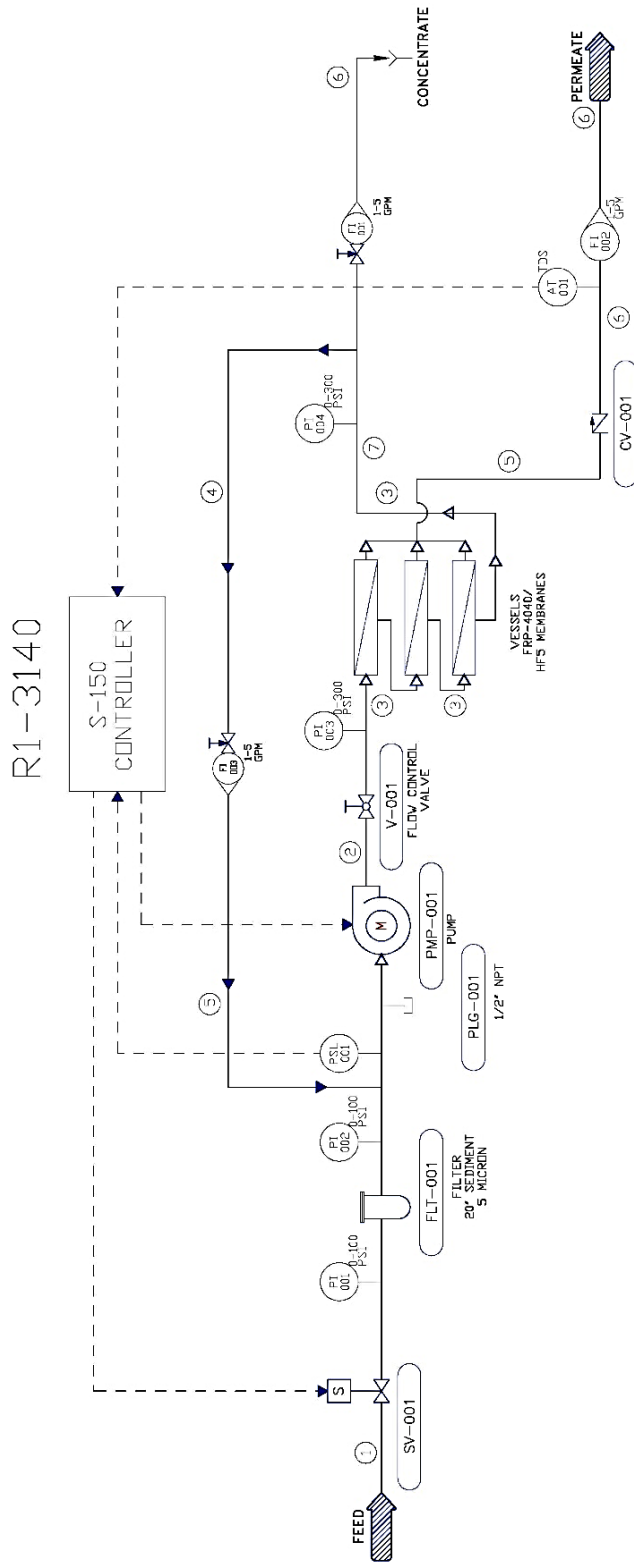 R1-3140
S-150
CONTROLLER
4
5
FI
003
1-5
GPM
6
CONCENTRATE
FI
001
1-5
GPM
PI
004
0-300
PSI
7
3
FEED
1
S
SV-001
PI
001
0-100
PSI
FLT-001
FILTER
20" SEDIMENT
5 MICRON
PI
002
0-100
PSI
PSL
001
PLG-001
1/2" NPT
M
PMP-001
PUMP
2
V-001
FLOW CONTROL
VALVE
PI
003
0-300
PSI
3
3
VESSELS
FRP-4040/
HF5 MEMBRANES
5
CV-001
6
AT
001
TDS
FI
002
1-5
GPM
6
PERMEATE